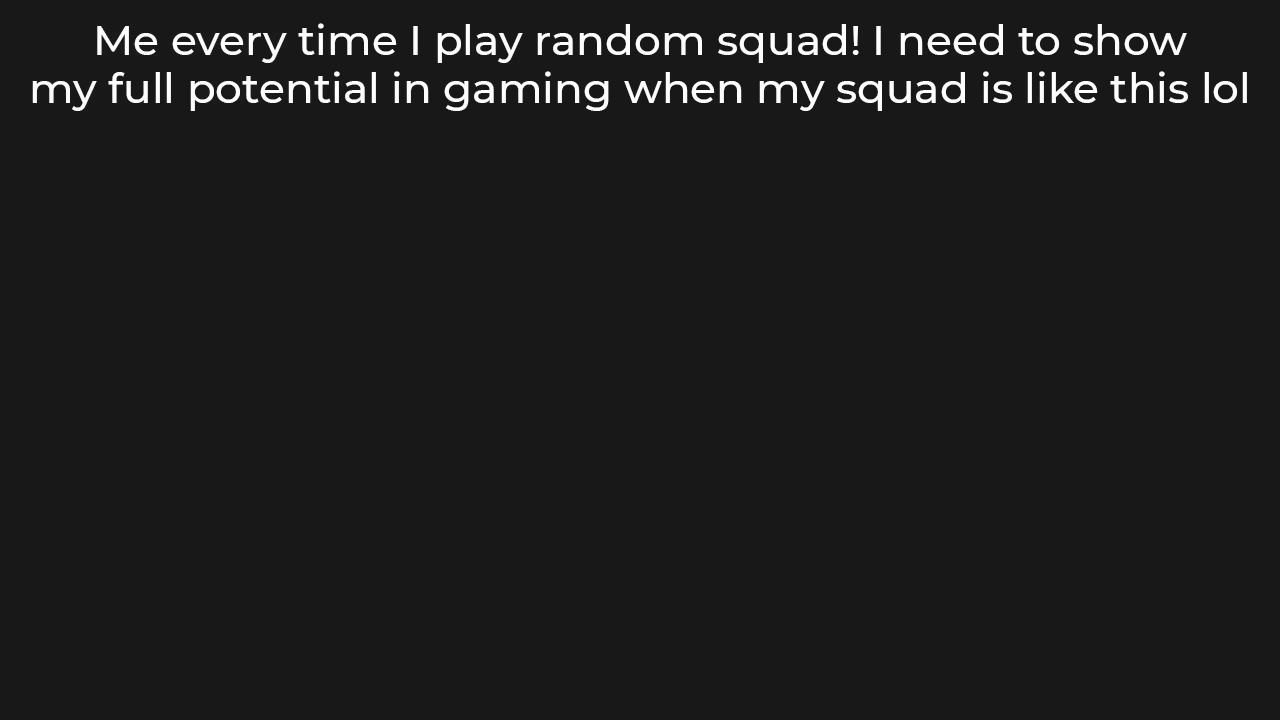 Me every time I play random squad! I need to show
my full potential in gaming when my squad is like this lol